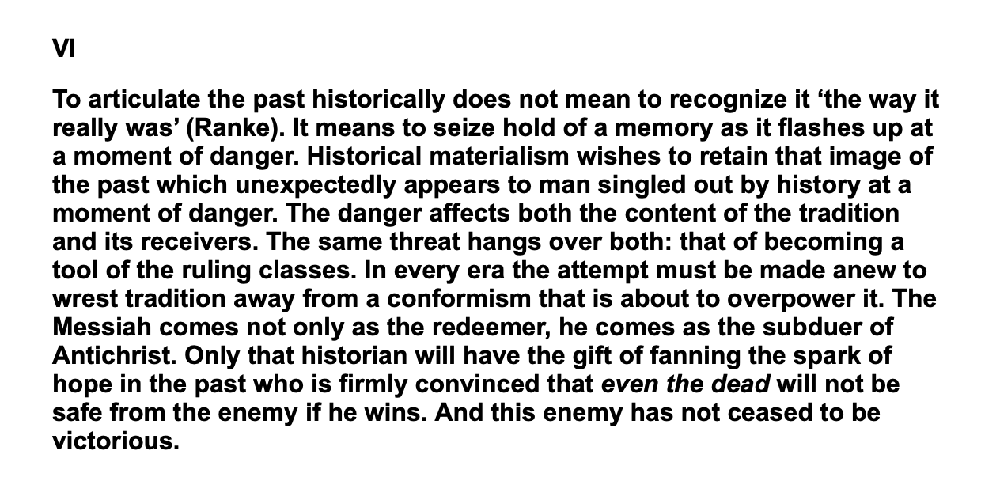 VI
To articulate the past historically does not mean to recognize it ‘the way it
really was’ (Ranke). It means to seize hold of a memory as it flashes up at
a moment of danger. Historical materialism wishes to retain that image of
the past which unexpectedly appears to man singled out by history at a
moment of danger. The danger affects both the content of the tradition
and its receivers. The same threat hangs over both: that of becoming a
tool of the ruling classes. In every era the attempt must be made anew to
wrest tradition away from a conformism that is about to overpower it. The
Messiah comes not only as the redeemer, he comes as the subduer of
Antichrist. Only that historian will have the gift of fanning the spark of
hope in the past who is firmly convinced that even the dead will not be
safe from the enemy if he wins. And this enemy has not ceased to be
victorious.